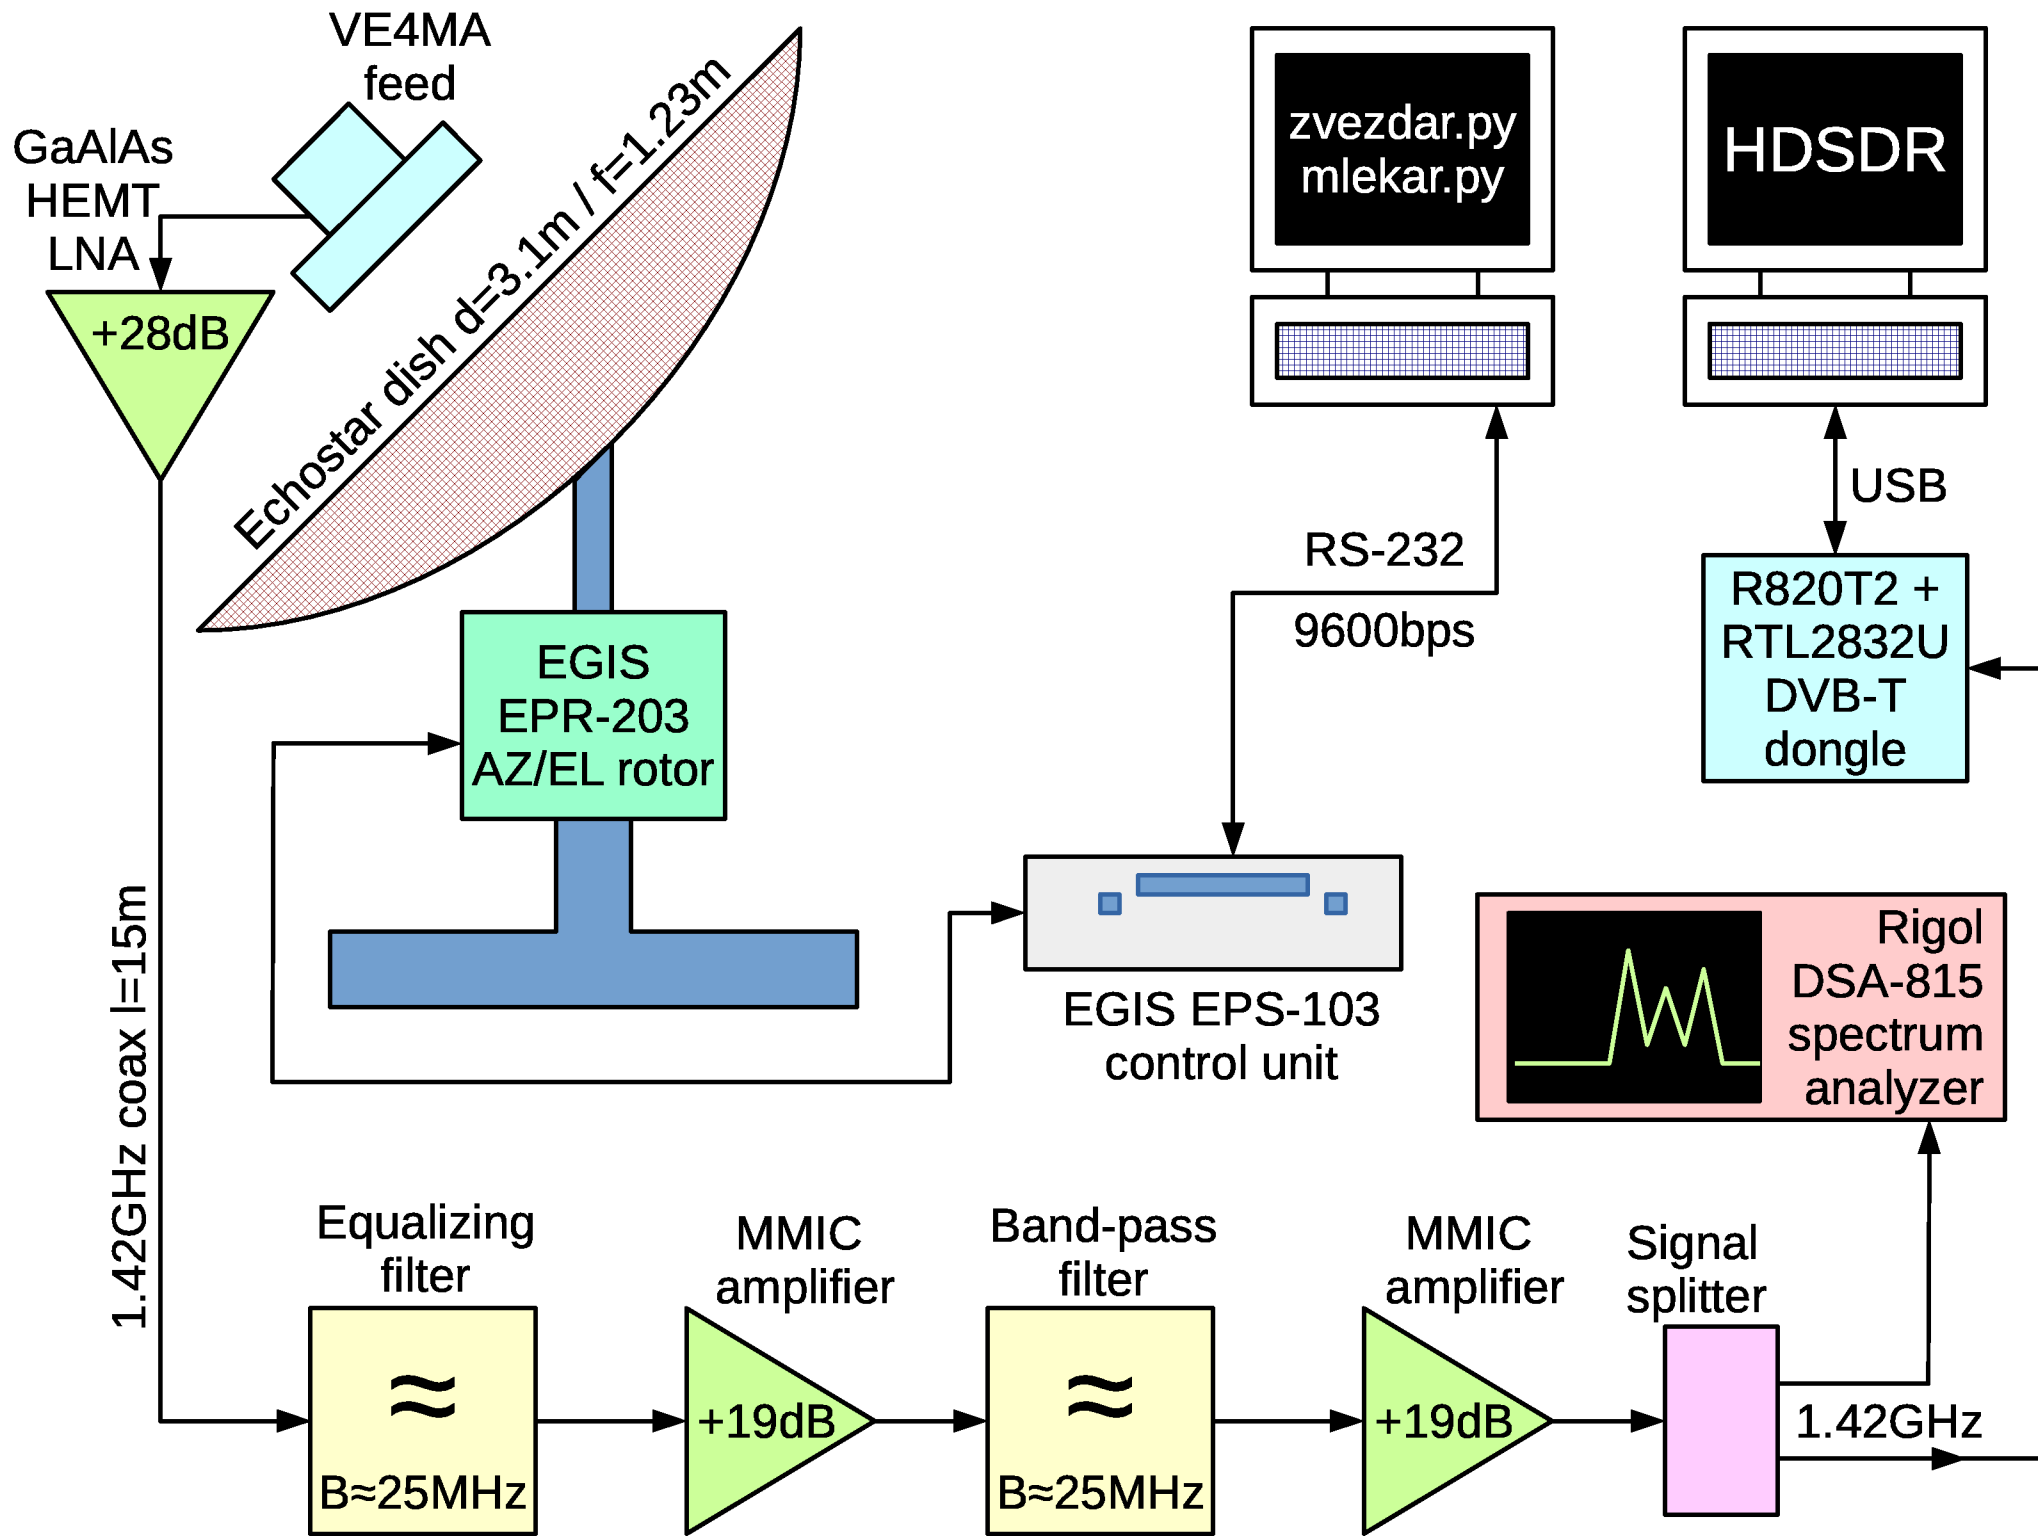 VE4MA
feed
GaAlAs
HEMT
LNA
+28dB
Echostar dish d=3.1m / f=1.23m
zvezdar.py
mlekar.py
HDSDR
USB
RS-232
9600bps
R820T2 +
RTL2832U
DVB-T
dongle
EGIS
EPR-203
AZ/EL rotor
EGIS EPS-103
control unit
Rigol
DSA-815
spectrum
analyzer
1.42GHz coax l=15m
Equalizing
filter
≈
B≈25MHz
MMIC
amplifier
+19dB
Band-pass
filter
≈
B≈25MHz
MMIC
amplifier
+19dB
Signal
splitter
1.42GHz